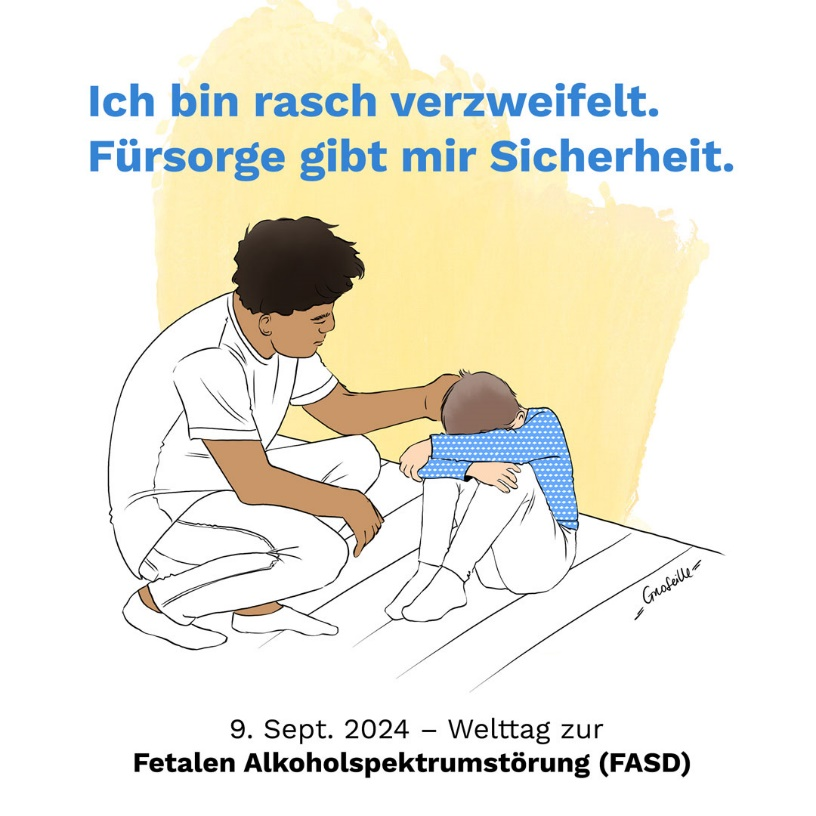 Ich bin rasch verzweifelt.
Fürsorge gibt mir Sicherheit.
9. Sept. 2024 – Welttag zur
Fetalen Alkoholspektrumstörung (FASD)